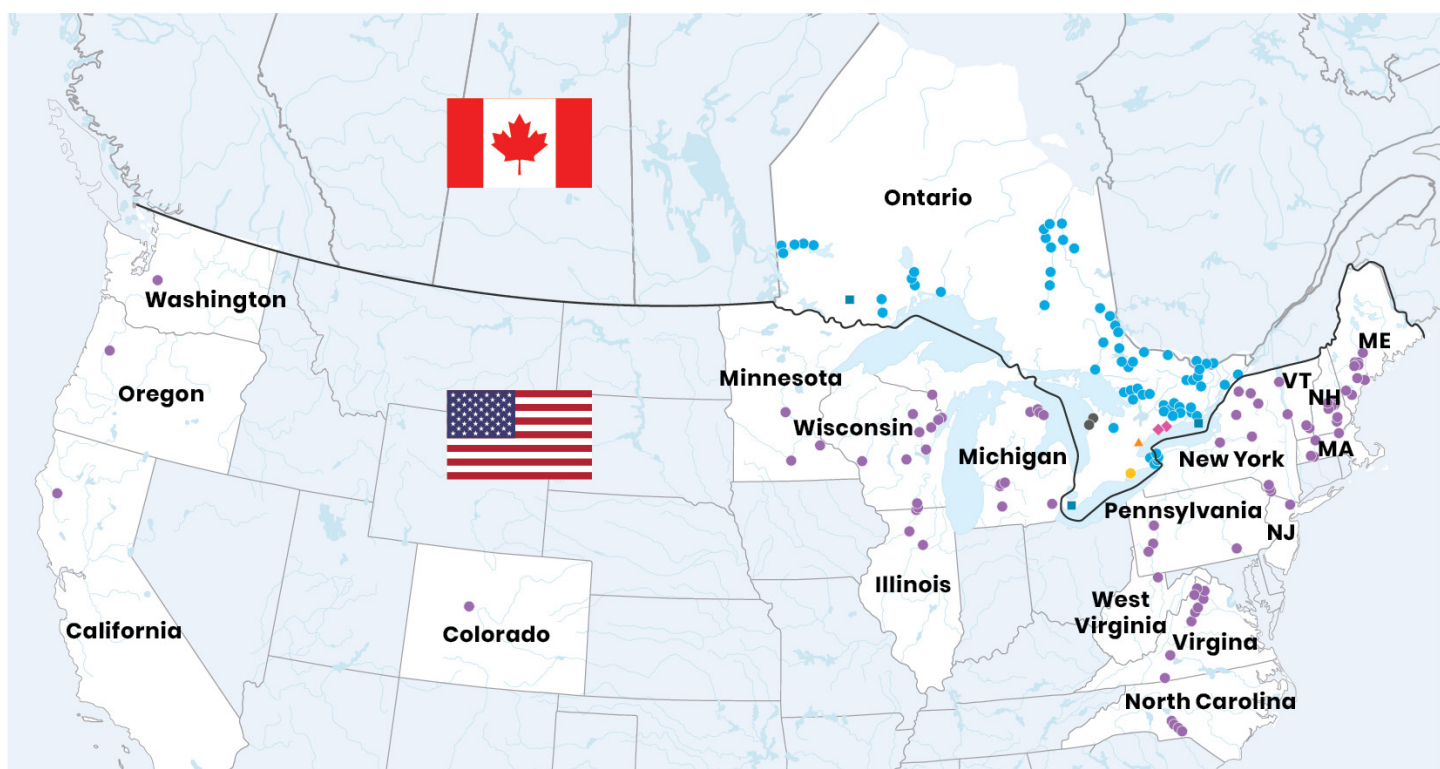 Ontario
Washington
ME
Oregon
Minnesota
VT
NH
Wisconsin
Michigan
MA
New York
Pennsylvania
NJ
Illinois
West
Virginia
California
Colorado
Virgina
North Carolina